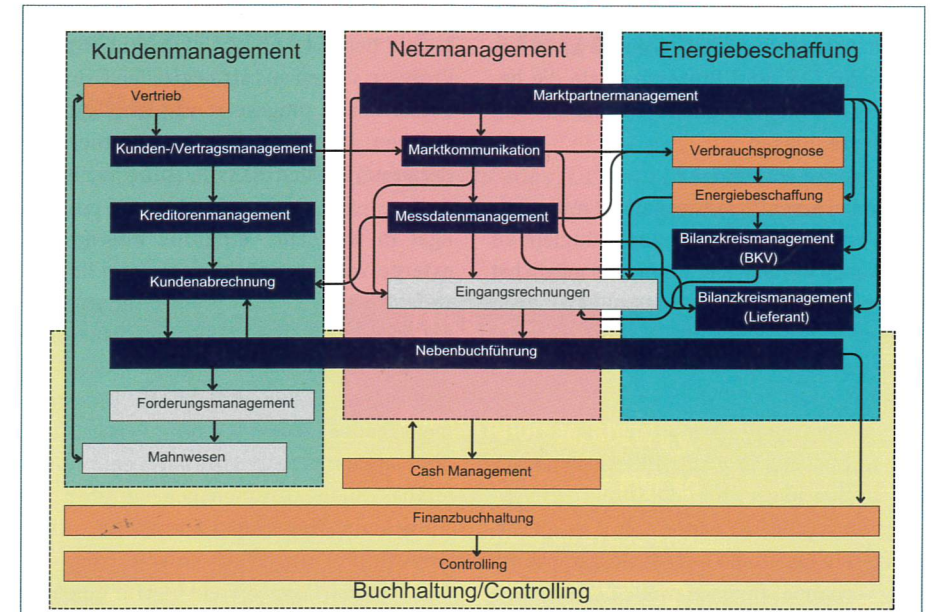 Kundenmanagement
Netzmanagement
Energiebeschaffung
Vertrieb
Marktpartnermanagement
Kunden-/Vertragsmanagement
Marktkommunikation
Verbrauchsprognose
Energiebeschaffung
Kreditorenmanagement
Messdatenmanagement
Bilanzkreismanagement
(BKV)
Kundenabrechnung
Eingangsrechnungen
Bilanzkreismanagement
(Lieferant)
Nebenbuchführung
Forderungsmanagement
Mahnwesen
Cash Management
Finanzbuchhaltung
Controlling
Buchhaltung/Controlling